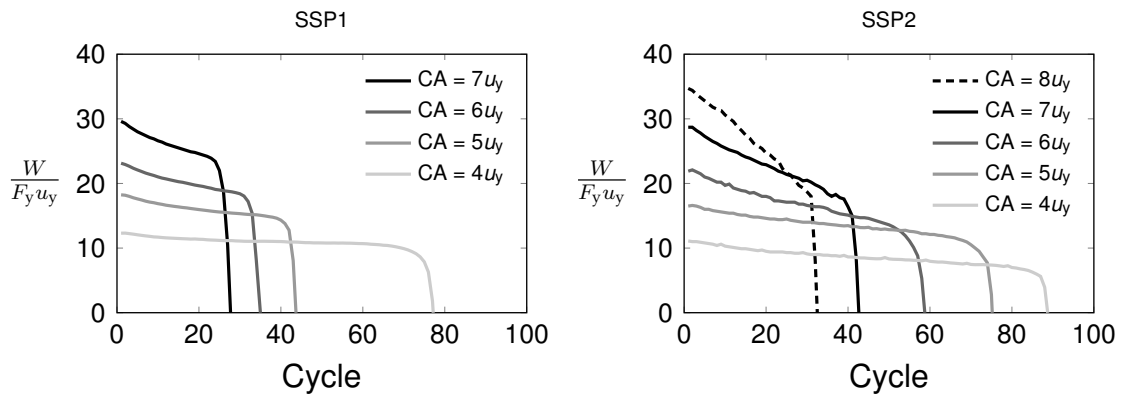 SSP1
40
30
20
10
0
W
F_y u_y
0 20 40 60 80 100
Cycle
CA = 7u_y
CA = 6u_y
CA = 5u_y
CA = 4u_y
SSP2
40
30
20
10
0
W
F_y u_y
0 20 40 60 80 100
Cycle
CA = 8u_y
CA = 7u_y
CA = 6u_y
CA = 5u_y
CA = 4u_y